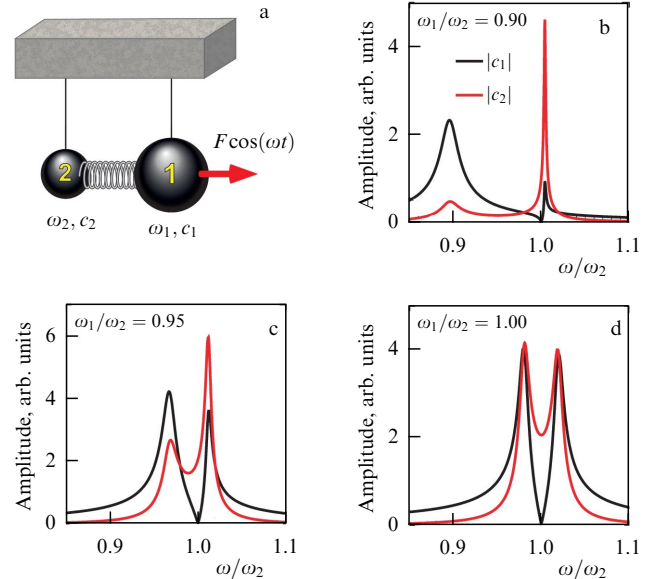 a
2
1
F cos(ωt)
ω₂, c₂
ω₁, c₁
b
ω₁/ω₂ = 0.90
|c₁|
|c₂|
Amplitude, arb. units
4
2
0
0.9
1.0
1.1
ω/ω₂
c
ω₁/ω₂ = 0.95
Amplitude, arb. units
6
4
2
0
0.9
1.0
1.1
ω/ω₂
d
ω₁/ω₂ = 1.00
Amplitude, arb. units
4
2
0
0.9
1.0
1.1
ω/ω₂